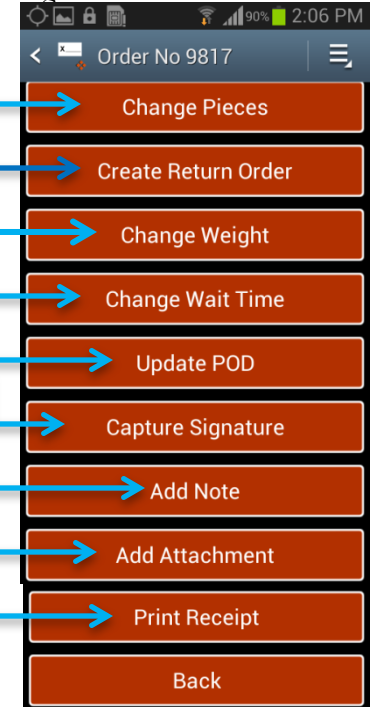 90% 2:06 PM
Order No 9817
Change Pieces
Create Return Order
Change Weight
Change Wait Time
Update POD
Capture Signature
Add Note
Add Attachment
Print Receipt
Back